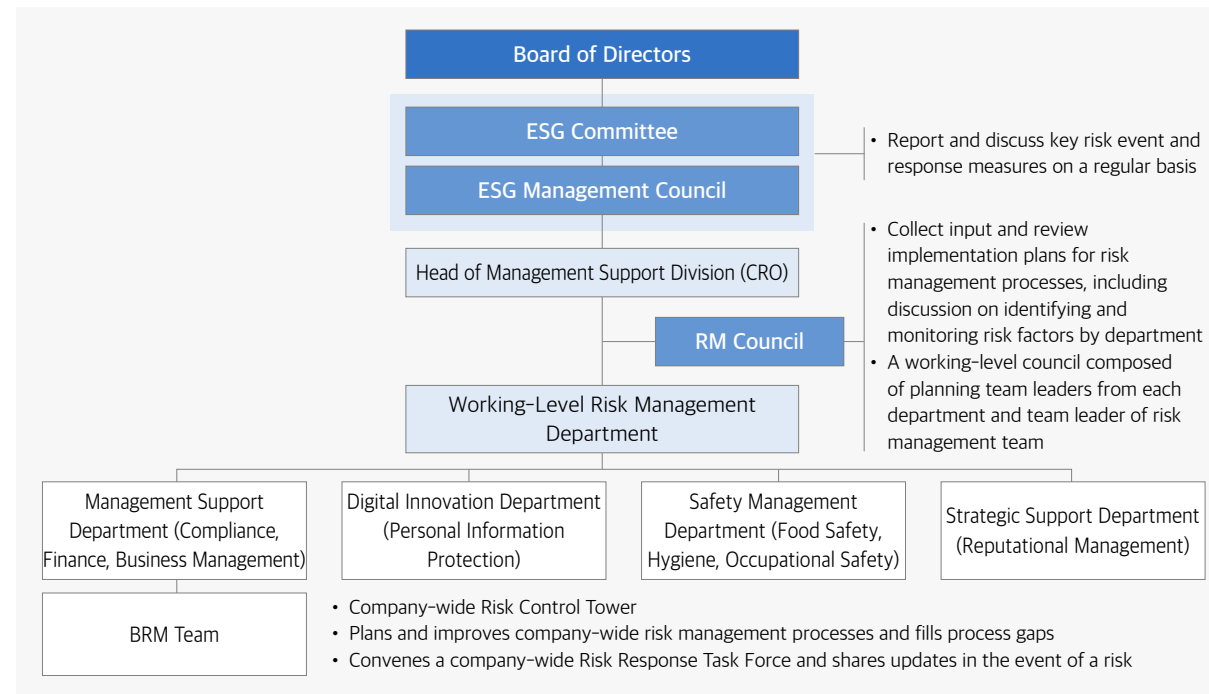 Board of Directors
ESG Committee
ESG Management Council
• Report and discuss key risk event and
response measures on a regular basis
Head of Management Support Division (CRO)
RM Council
• Collect input and review
implementation plans for risk
management processes, including
discussion on identifying and
monitoring risk factors by department
• A working-level council composed
of planning team leaders from each
department and team leader of risk
management team
Working-Level Risk Management
Department
Management Support
Department (Compliance,
Finance, Business Management)
Digital Innovation Department
(Personal Information
Protection)
Safety Management
Department (Food Safety,
Hygiene, Occupational Safety)
Strategic Support Department
(Reputational Management)
BRM Team
• Company-wide Risk Control Tower
• Plans and improves company-wide risk management processes and fills process gaps
• Convenes a company-wide Risk Response Task Force and shares updates in the event of a risk